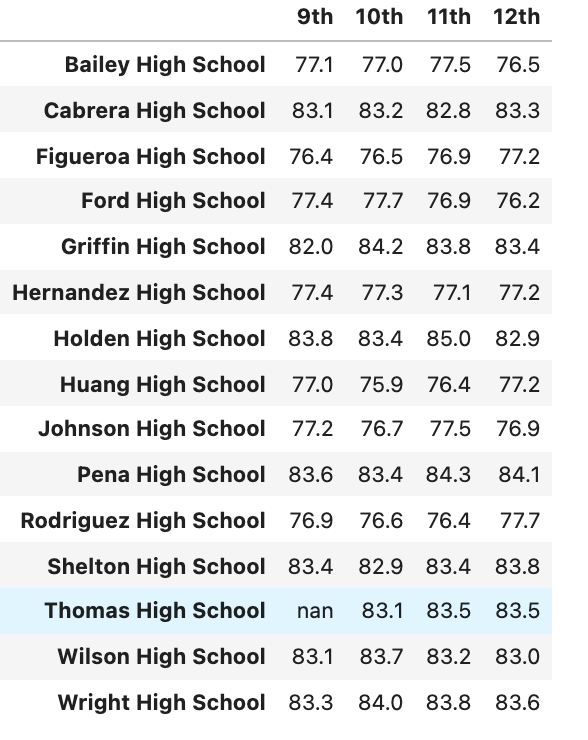 9th 10th 11th 12th
Bailey High School 77.1 77.0 77.5 76.5
Cabrera High School 83.1 83.2 82.8 83.3
Figueroa High School 76.4 76.5 76.9 77.2
Ford High School 77.4 77.7 76.9 76.2
Griffin High School 82.0 84.2 83.8 83.4
Hernandez High School 77.4 77.3 77.1 77.2
Holden High School 83.8 83.4 85.0 82.9
Huang High School 77.0 75.9 76.4 77.2
Johnson High School 77.2 76.7 77.5 76.9
Pena High School 83.6 83.4 84.3 84.1
Rodriguez High School 76.9 76.6 76.4 77.7
Shelton High School 83.4 82.9 83.4 83.8
Thomas High School nan 83.1 83.5 83.5
Wilson High School 83.1 83.7 83.2 83.0
Wright High School 83.3 84.0 83.8 83.6